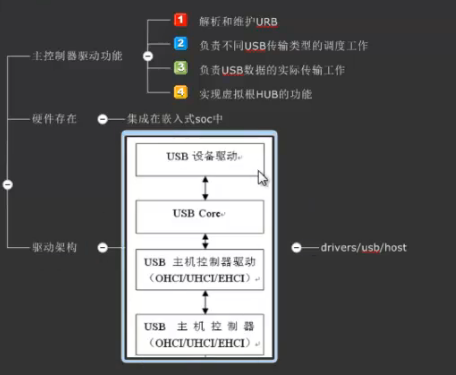 主控制器驱动功能
1 解析和维护URB
2 负责不同USB传输类型的调度工作
3 负责USB数据的实际传输工作
4 实现虚拟根HUB的功能
硬件存在
集成在嵌入式soc中
驱动架构
USB 设备驱动
USB Core
USB 主机控制器驱动
（OHCI/UHCI/EHCI）
USB 主机控制器
（OHCI/UHCI/EHCI）
drivers/usb/host